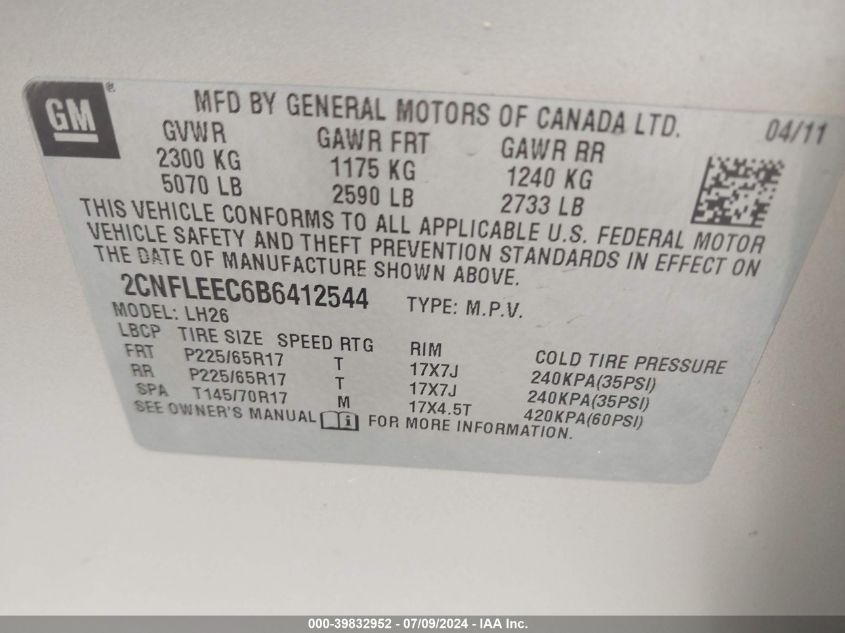 GM®
MFD BY GENERAL MOTORS OF CANADA LTD.
04/11
GVWR GAWR FRT GAWR RR
2300 KG 1175 KG 1240 KG
5070 LB 2590 LB 2733 LB
THIS VEHICLE CONFORMS TO ALL APPLICABLE U.S. FEDERAL MOTOR
VEHICLE SAFETY AND THEFT PREVENTION STANDARDS IN EFFECT ON
THE DATE OF MANUFACTURE SHOWN ABOVE.
2CNFLEEC6B6412544 TYPE: M.P.V.
MODEL: LH26
LBCP TIRE SIZE SPEED RTG RIM COLD TIRE PRESSURE
FRT P225/65R17 T 17X7J 240KPA(35PSI)
RR P225/65R17 T 17X7J 240KPA(35PSI)
SPA T145/70R17 M 17X4.5T 420KPA(60PSI)
SEE OWNER'S MANUAL FOR MORE INFORMATION.
000-39832952 - 07/09/2024 - IAA Inc.